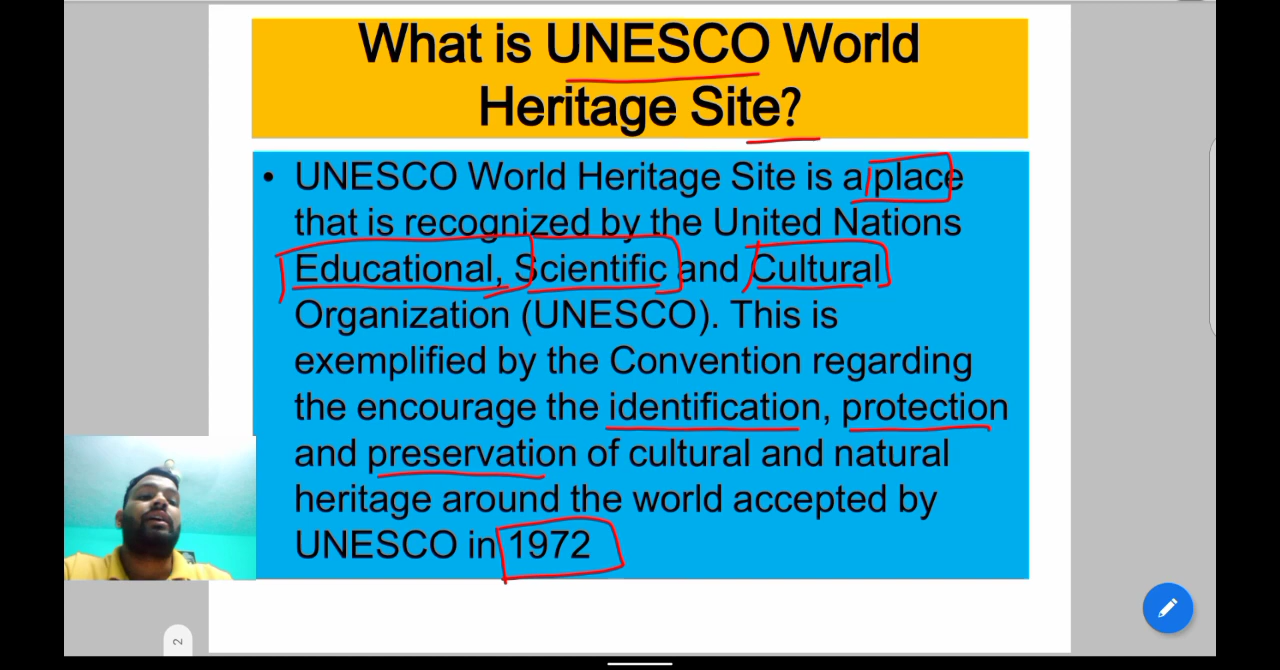 What is UNESCO World
Heritage Site?
• UNESCO World Heritage Site is a place
that is recognized by the United Nations
Educational, Scientific and Cultural
Organization (UNESCO). This is
exemplified by the Convention regarding
the encourage the identification, protection
and preservation of cultural and natural
heritage around the world accepted by
UNESCO in 1972
2